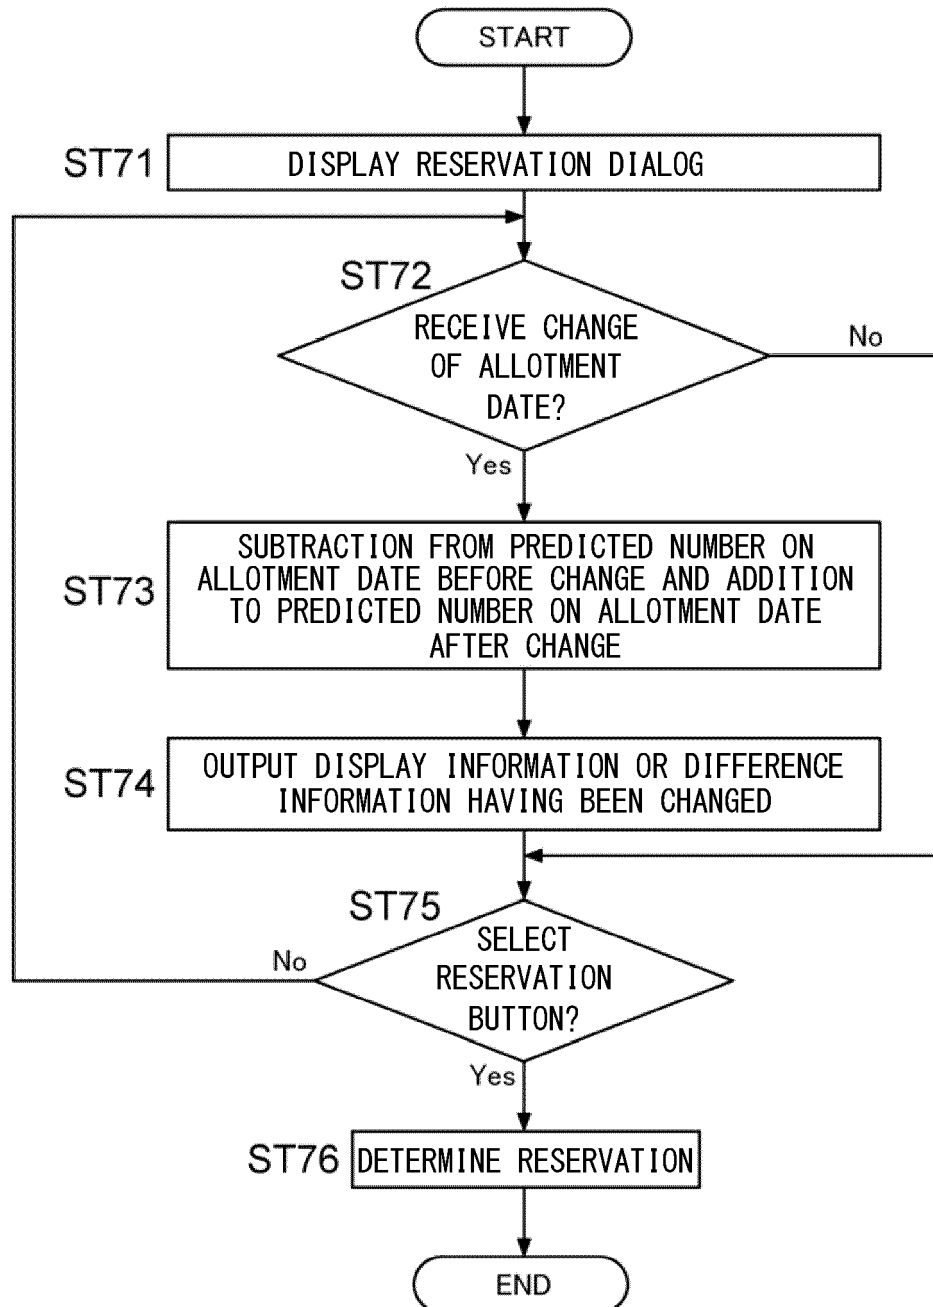 START
ST71
DISPLAY RESERVATION DIALOG
ST72
RECEIVE CHANGE
OF ALLOTMENT
DATE?
No
Yes
ST73
SUBTRACTION FROM PREDICTED NUMBER ON
ALLOTMENT DATE BEFORE CHANGE AND ADDITION
TO PREDICTED NUMBER ON ALLOTMENT DATE
AFTER CHANGE
ST74
OUTPUT DISPLAY INFORMATION OR DIFFERENCE
INFORMATION HAVING BEEN CHANGED
ST75
SELECT
RESERVATION
BUTTON?
No
Yes
ST76
DETERMINE RESERVATION
END